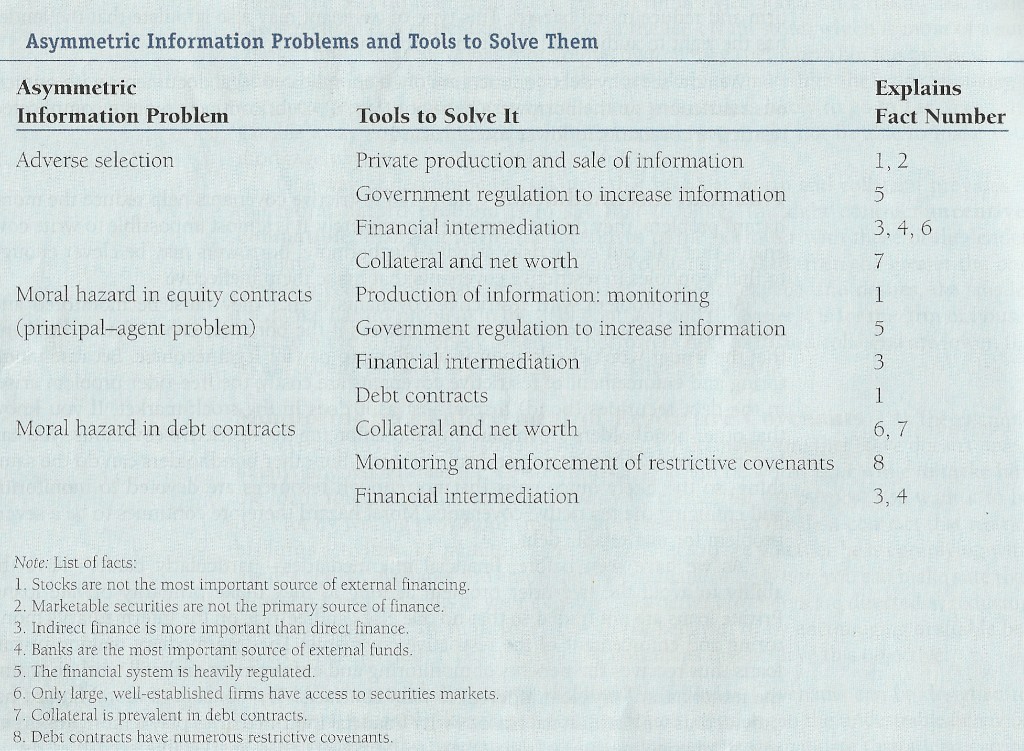 Asymmetric Information Problems and Tools to Solve Them
Asymmetric Information Problem Tools to Solve It Explains Fact Number
Adverse selection Private production and sale of information 1, 2
Government regulation to increase information 5
Financial intermediation 3, 4, 6
Collateral and net worth 7
Moral hazard in equity contracts Production of information: monitoring 1
(principal–agent problem) Government regulation to increase information 5
Financial intermediation 3
Debt contracts 1
Moral hazard in debt contracts Collateral and net worth 6, 7
Monitoring and enforcement of restrictive covenants 8
Financial intermediation 3, 4
Note: List of facts:
1. Stocks are not the most important source of external financing.
2. Marketable securities are not the primary source of finance.
3. Indirect finance is more important than direct finance.
4. Banks are the most important source of external funds.
5. The financial system is heavily regulated.
6. Only large, well-established firms have access to securities markets.
7. Collateral is prevalent in debt contracts.
8. Debt contracts have numerous restrictive covenants.